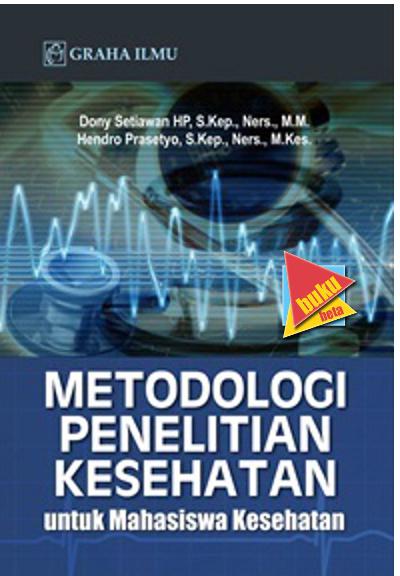 GRAHA ILMU
Dony Setiawan HP, S.Kep., Ners., M.M.
Hendro Prasetyo, S.Kep., Ners., M.Kes.
buku
beta
METODOLOGI
PENELITIAN
KESEHATAN
untuk Mahasiswa Kesehatan